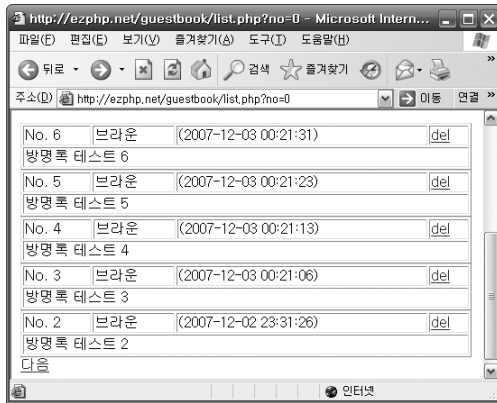 http://ezphp.net/guestbook/list.php?no=0 - Microsoft Intern...
파일(F) 편집(E) 보기(V) 즐겨찾기(A) 도구(T) 도움말(H)
뒤로 검색 즐겨찾기 »
주소(D) http://ezphp.net/guestbook/list.php?no=0 이동 연결 »
No. 6 브라운 (2007-12-03 00:21:31) del
방명록 테스트 6
No. 5 브라운 (2007-12-03 00:21:23) del
방명록 테스트 5
No. 4 브라운 (2007-12-03 00:21:13) del
방명록 테스트 4
No. 3 브라운 (2007-12-03 00:21:06) del
방명록 테스트 3
No. 2 브라운 (2007-12-02 23:31:26) del
방명록 테스트 2
다음
인터넷